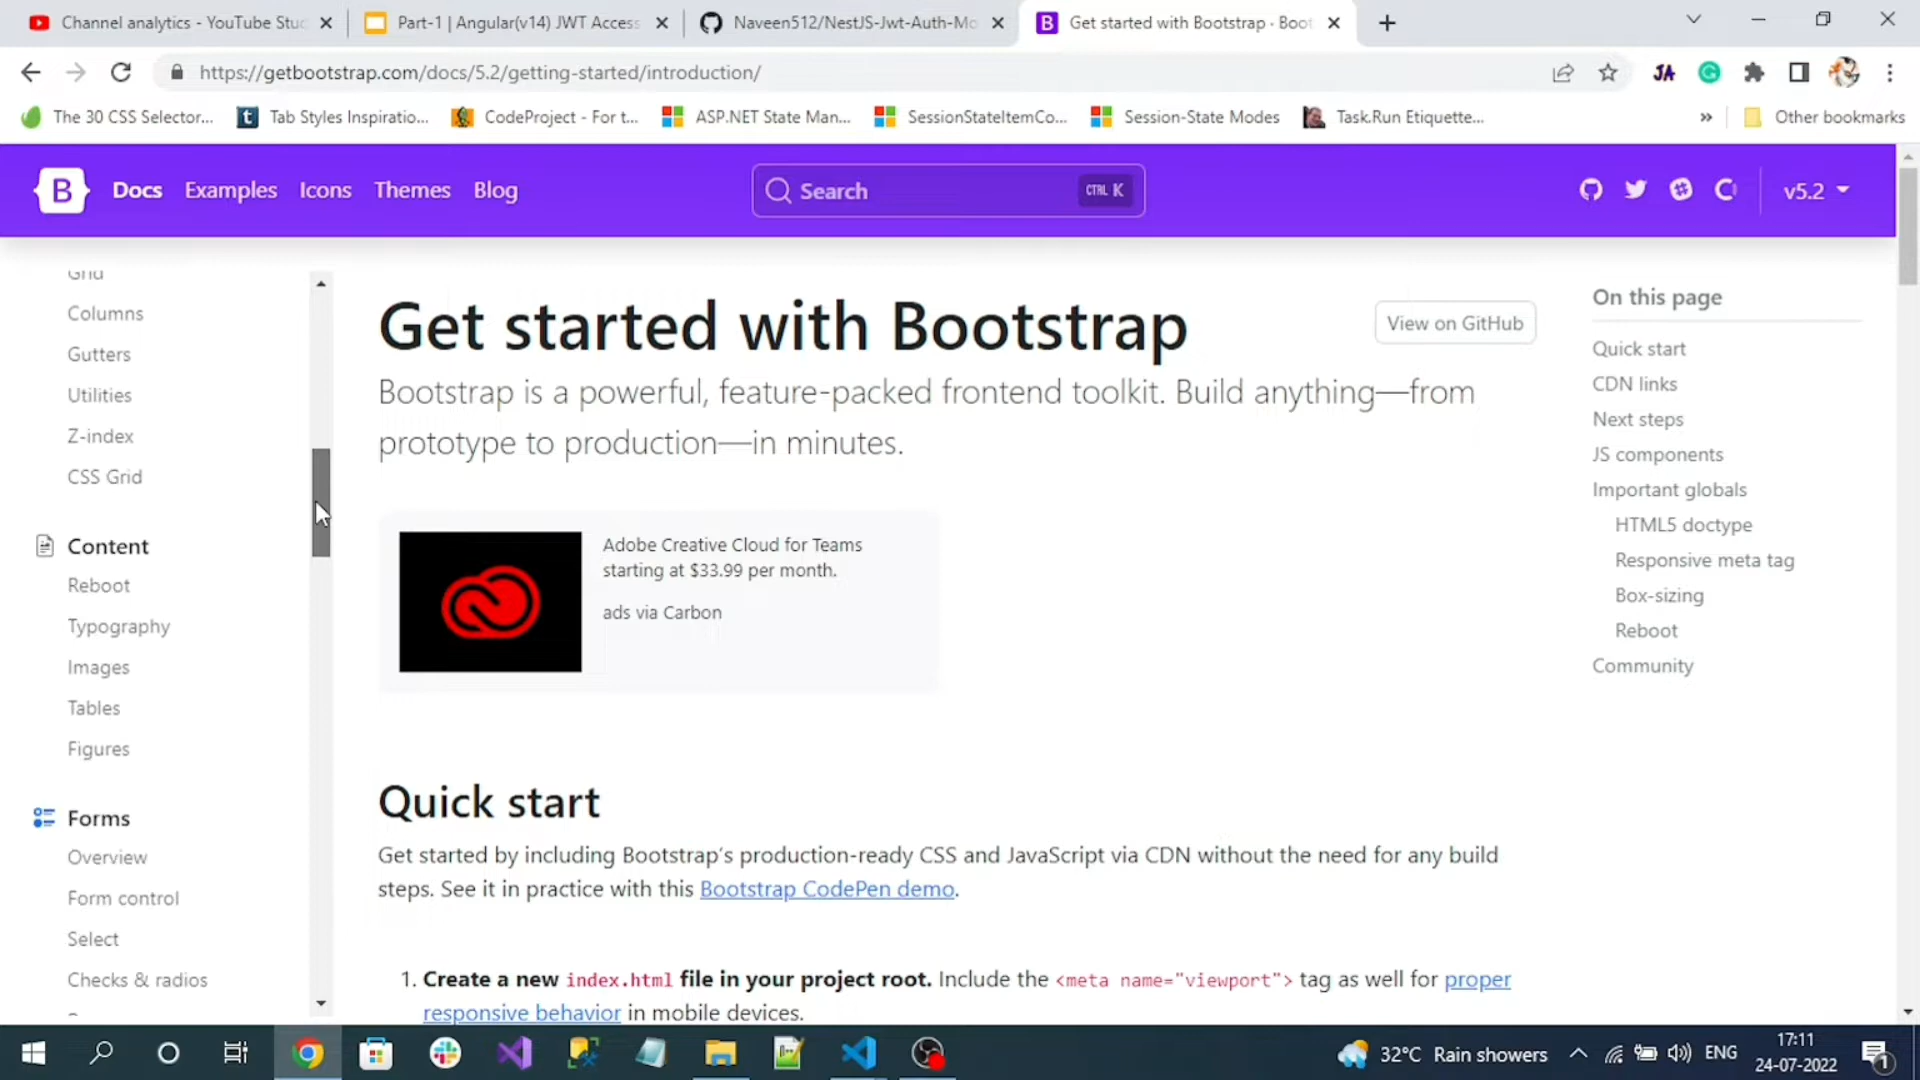 Channel analytics - YouTube Stu
Part-1 | Angular(v14) JWT Access
Naveen512/NestJS-Jwt-Auth-Mo
Get started with Bootstrap · Boot
https://getbootstrap.com/docs/5.2/getting-started/introduction/
JA
The 30 CSS Selector...
Tab Styles Inspiratio...
CodeProject - For t...
ASP.NET State Man...
SessionStateItemCo...
Session-State Modes
Task.Run Etiquette...
»
Other bookmarks
B
Docs
Examples
Icons
Themes
Blog
Search
CTRL K
v5.2
Grid
Columns
Gutters
Utilities
Z-index
CSS Grid
Content
Reboot
Typography
Images
Tables
Figures
Forms
Overview
Form control
Select
Checks & radios
Get started with Bootstrap
View on GitHub
Bootstrap is a powerful, feature-packed frontend toolkit. Build anything—from
prototype to production—in minutes.
Adobe Creative Cloud for Teams
starting at $33.99 per month.
ads via Carbon
Quick start
Get started by including Bootstrap's production-ready CSS and JavaScript via CDN without the need for any build
steps. See it in practice with this Bootstrap CodePen demo.
1. Create a new index.html file in your project root. Include the <meta name="viewport"> tag as well for proper
responsive behavior in mobile devices.
On this page
Quick start
CDN links
Next steps
JS components
Important globals
HTML5 doctype
Responsive meta tag
Box-sizing
Reboot
Community
32°C Rain showers
ENG
17:11
24-07-2022
1